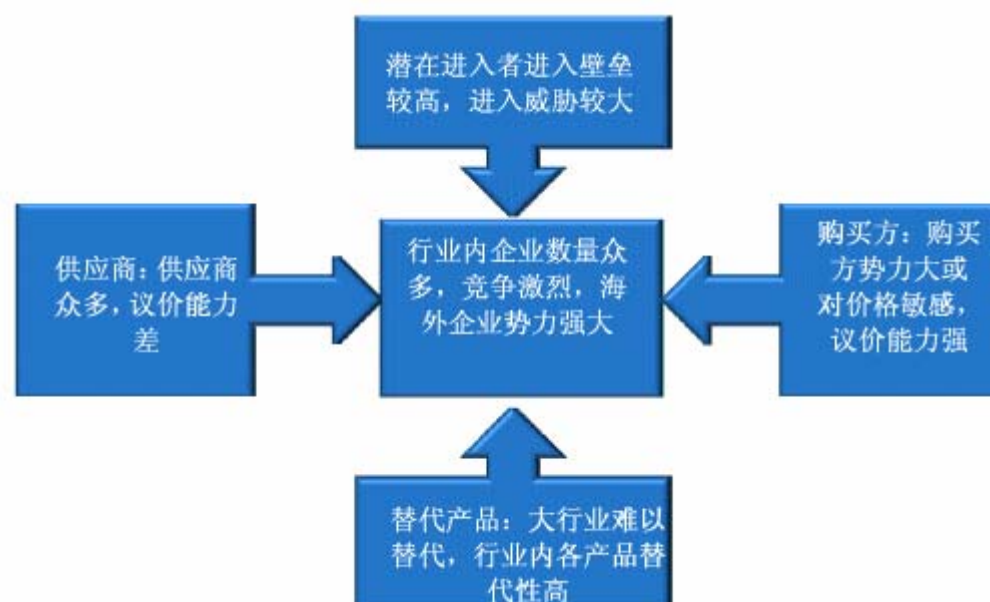 潜在进入者进入壁垒
较高，进入威胁较大
供应商：供应商
众多，议价能力
差
行业内企业数量众
多，竞争激烈，海
外企业势力强大
购买方：购买
方势力大或
对价格敏感，
议价能力强
替代产品：大行业难以
替代，行业内各产品替
代性高